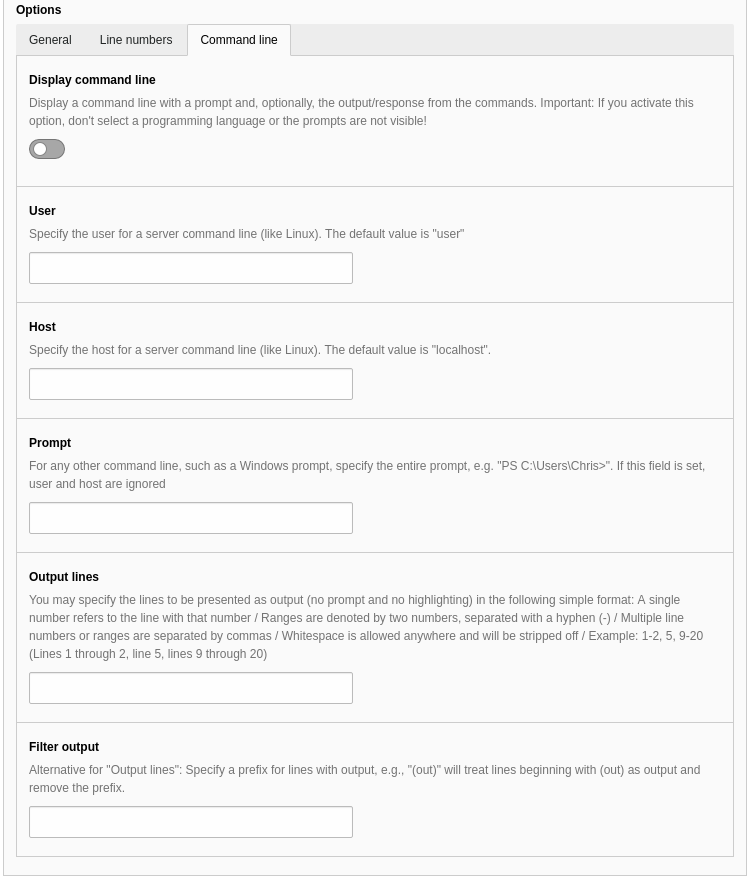 Options
General Line numbers Command line
Display command line
Display a command line with a prompt and, optionally, the output/response from the commands. Important: If you activate this
option, don't select a programming language or the prompts are not visible!
User
Specify the user for a server command line (like Linux). The default value is "user"
Host
Specify the host for a server command line (like Linux). The default value is "localhost".
Prompt
For any other command line, such as a Windows prompt, specify the entire prompt, e.g. "PS C:\Users\Chris>". If this field is set,
user and host are ignored
Output lines
You may specify the lines to be presented as output (no prompt and no highlighting) in the following simple format: A single
number refers to the line with that number / Ranges are denoted by two numbers, separated with a hyphen (-) / Multiple line
numbers or ranges are separated by commas / Whitespace is allowed anywhere and will be stripped off / Example: 1-2, 5, 9-20
(Lines 1 through 2, line 5, lines 9 through 20)
Filter output
Alternative for "Output lines": Specify a prefix for lines with output, e.g., "(out)" will treat lines beginning with (out) as output and
remove the prefix.